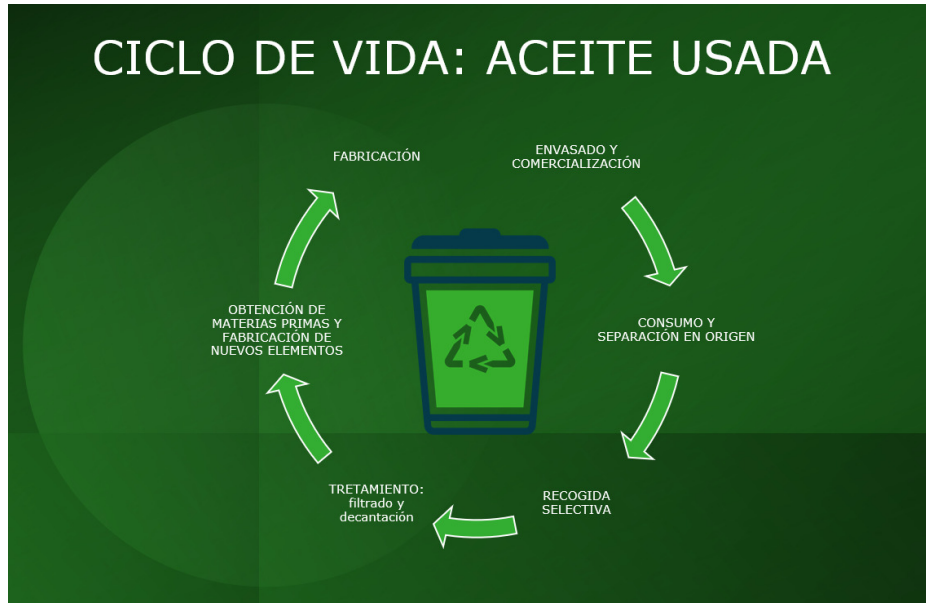 CICLO DE VIDA: ACEITE USADA
FABRICACIÓN
ENVASADO Y
COMERCIALIZACIÓN
CONSUMO Y
SEPARACIÓN EN ORIGEN
RECOGIDA
SELECTIVA
TRETAMIENTO:
filtrado y
decantación
OBTENCIÓN DE
MATERIAS PRIMAS Y
FABRICACIÓN DE
NUEVOS ELEMENTOS